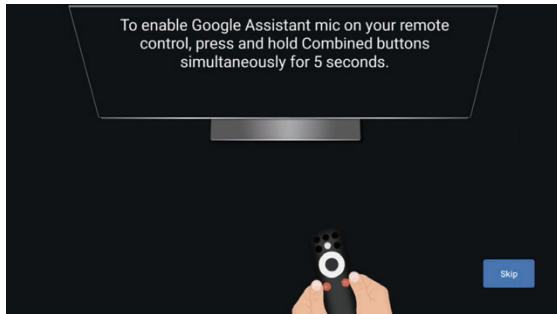 To enable Google Assistant mic on your remote
control, press and hold Combined buttons
simultaneously for 5 seconds.
Skip